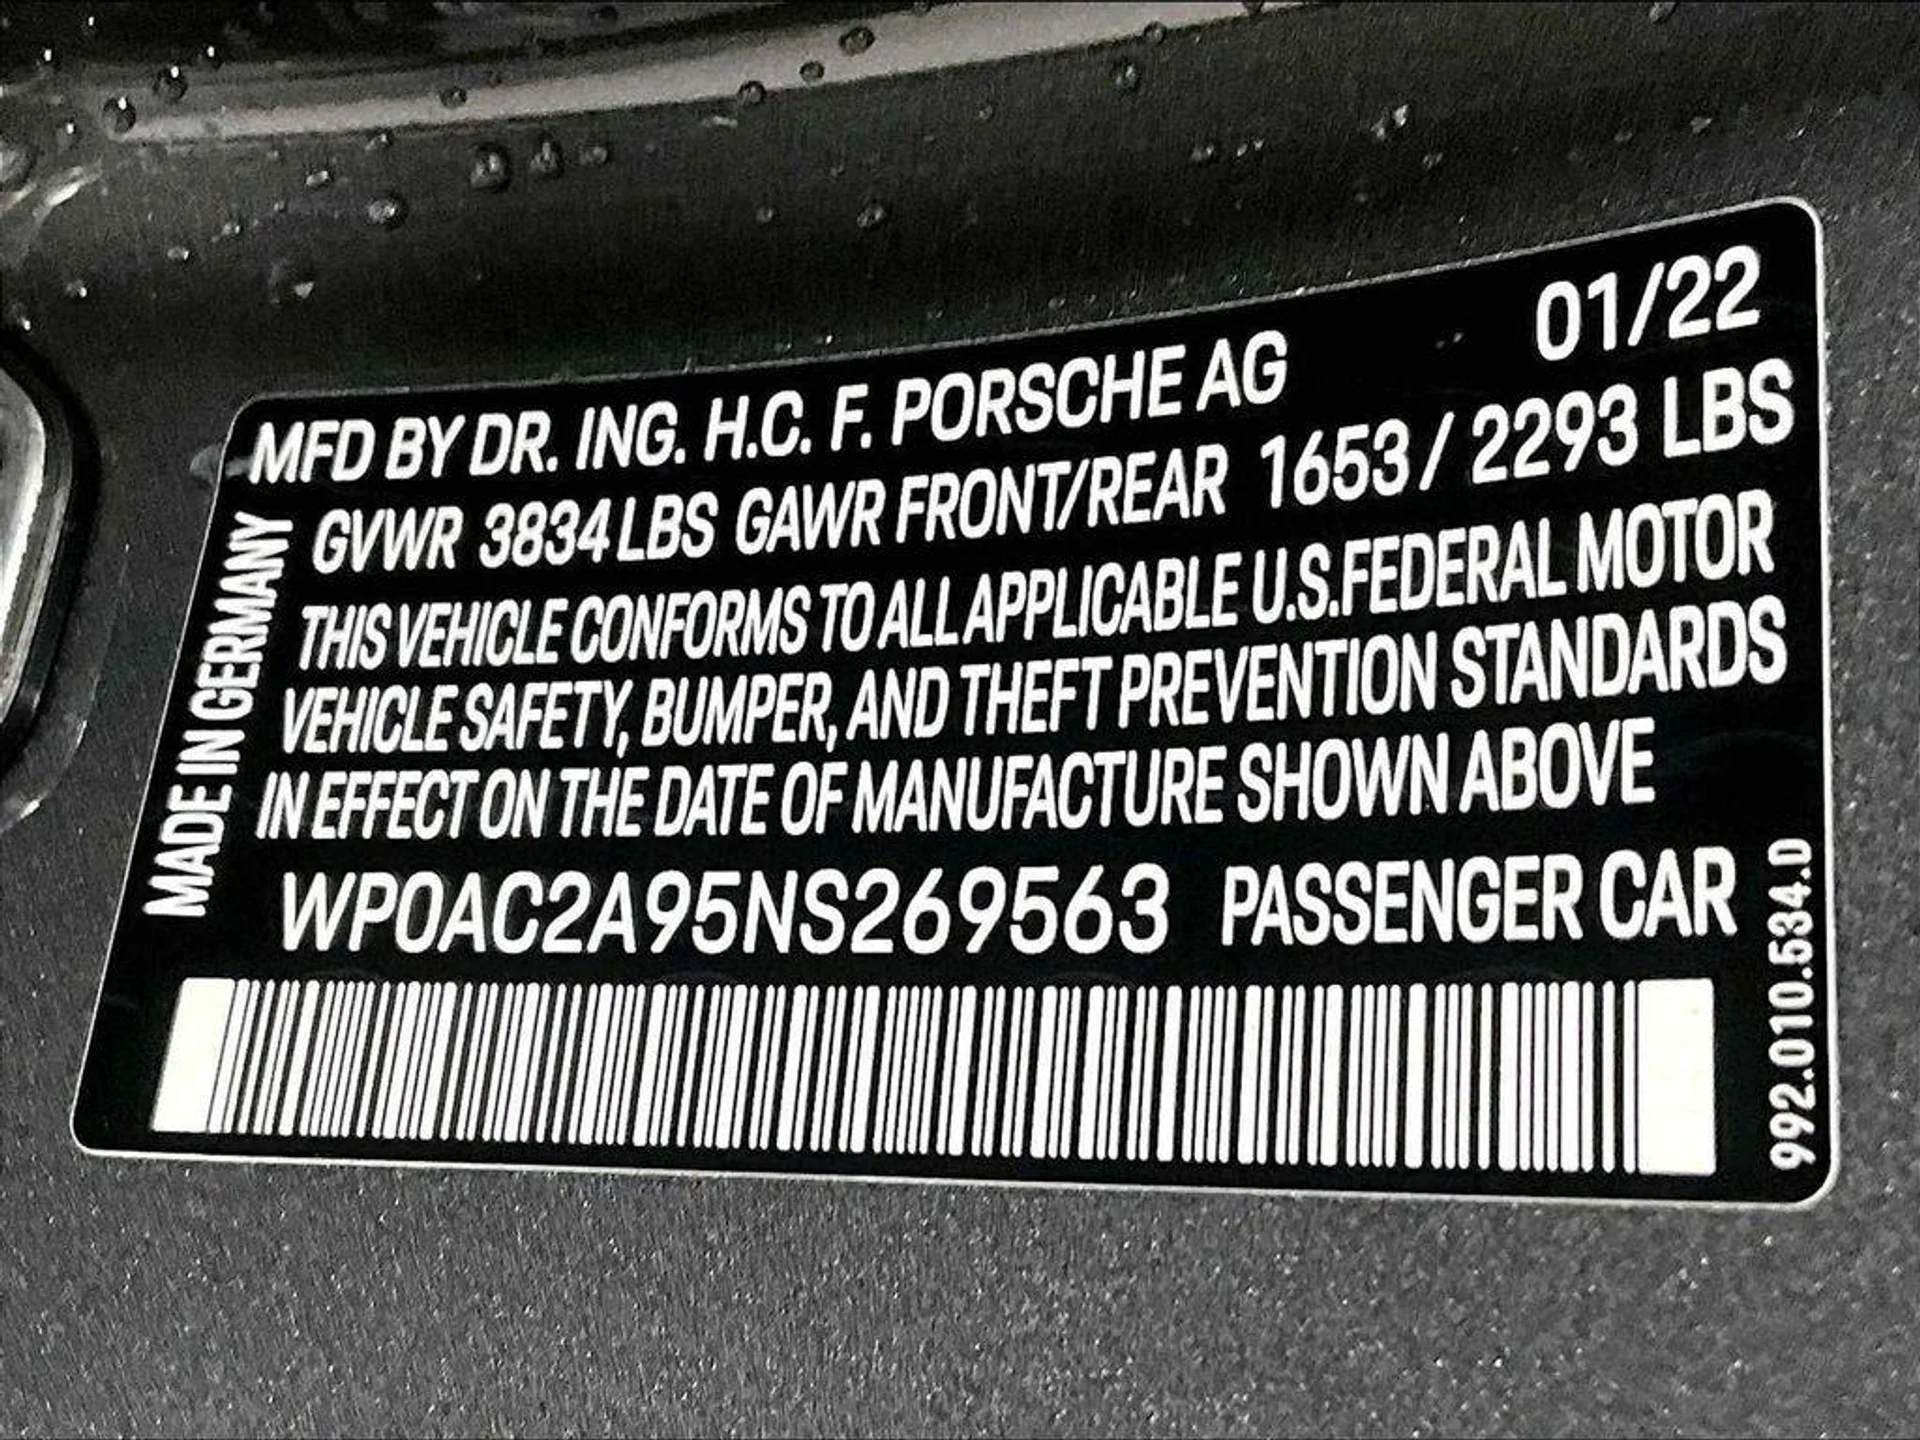 MFD BY DR. ING. H.C. F. PORSCHE AG 01/22
GVWR 3834 LBS GAWR FRONT/REAR 1653 / 2293 LBS
THIS VEHICLE CONFORMS TO ALL APPLICABLE U.S.FEDERAL MOTOR
VEHICLE SAFETY, BUMPER, AND THEFT PREVENTION STANDARDS
IN EFFECT ON THE DATE OF MANUFACTURE SHOWN ABOVE
WP0AC2A95NS269563 PASSENGER CAR
MADE IN GERMANY
992.010.534.D